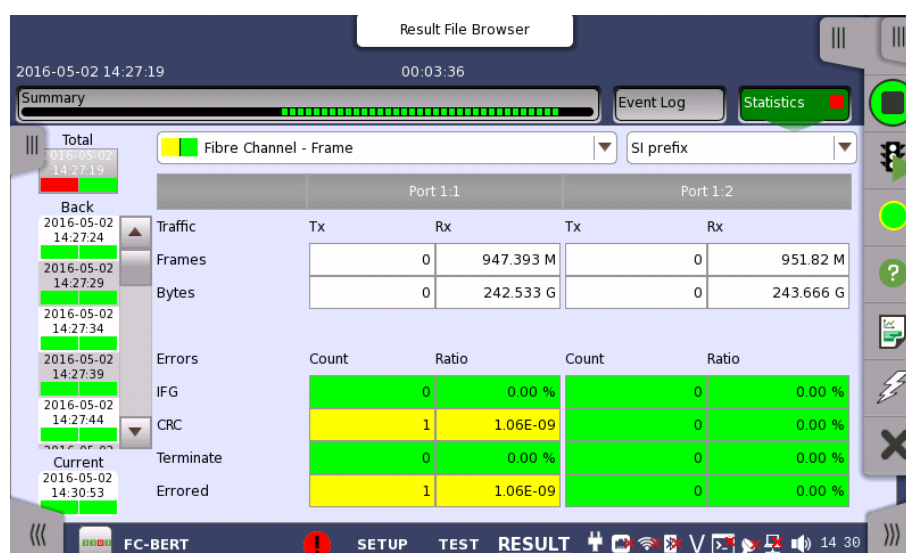 Result File Browser
2016-05-02 14:27:19 00:03:36
Summary Event Log Statistics
Total
2016-05-02
14:27:19
Back
2016-05-02
14:27:24
2016-05-02
14:27:29
2016-05-02
14:27:34
2016-05-02
14:27:39
2016-05-02
14:27:44
Current
2016-05-02
14:30:53
Fibre Channel - Frame SI prefix
Port 1:1 Port 1:2
Traffic Tx Rx Tx Rx
Frames 0 947.393 M 0 951.82 M
Bytes 0 242.533 G 0 243.666 G
Errors Count Ratio Count Ratio
IFG 0 0.00 % 0 0.00 %
CRC 1 1.06E-09 0 0.00 %
Terminate 0 0.00 % 0 0.00 %
Errored 1 1.06E-09 0 0.00 %
FC-BERT SETUP TEST RESULT V 14 30